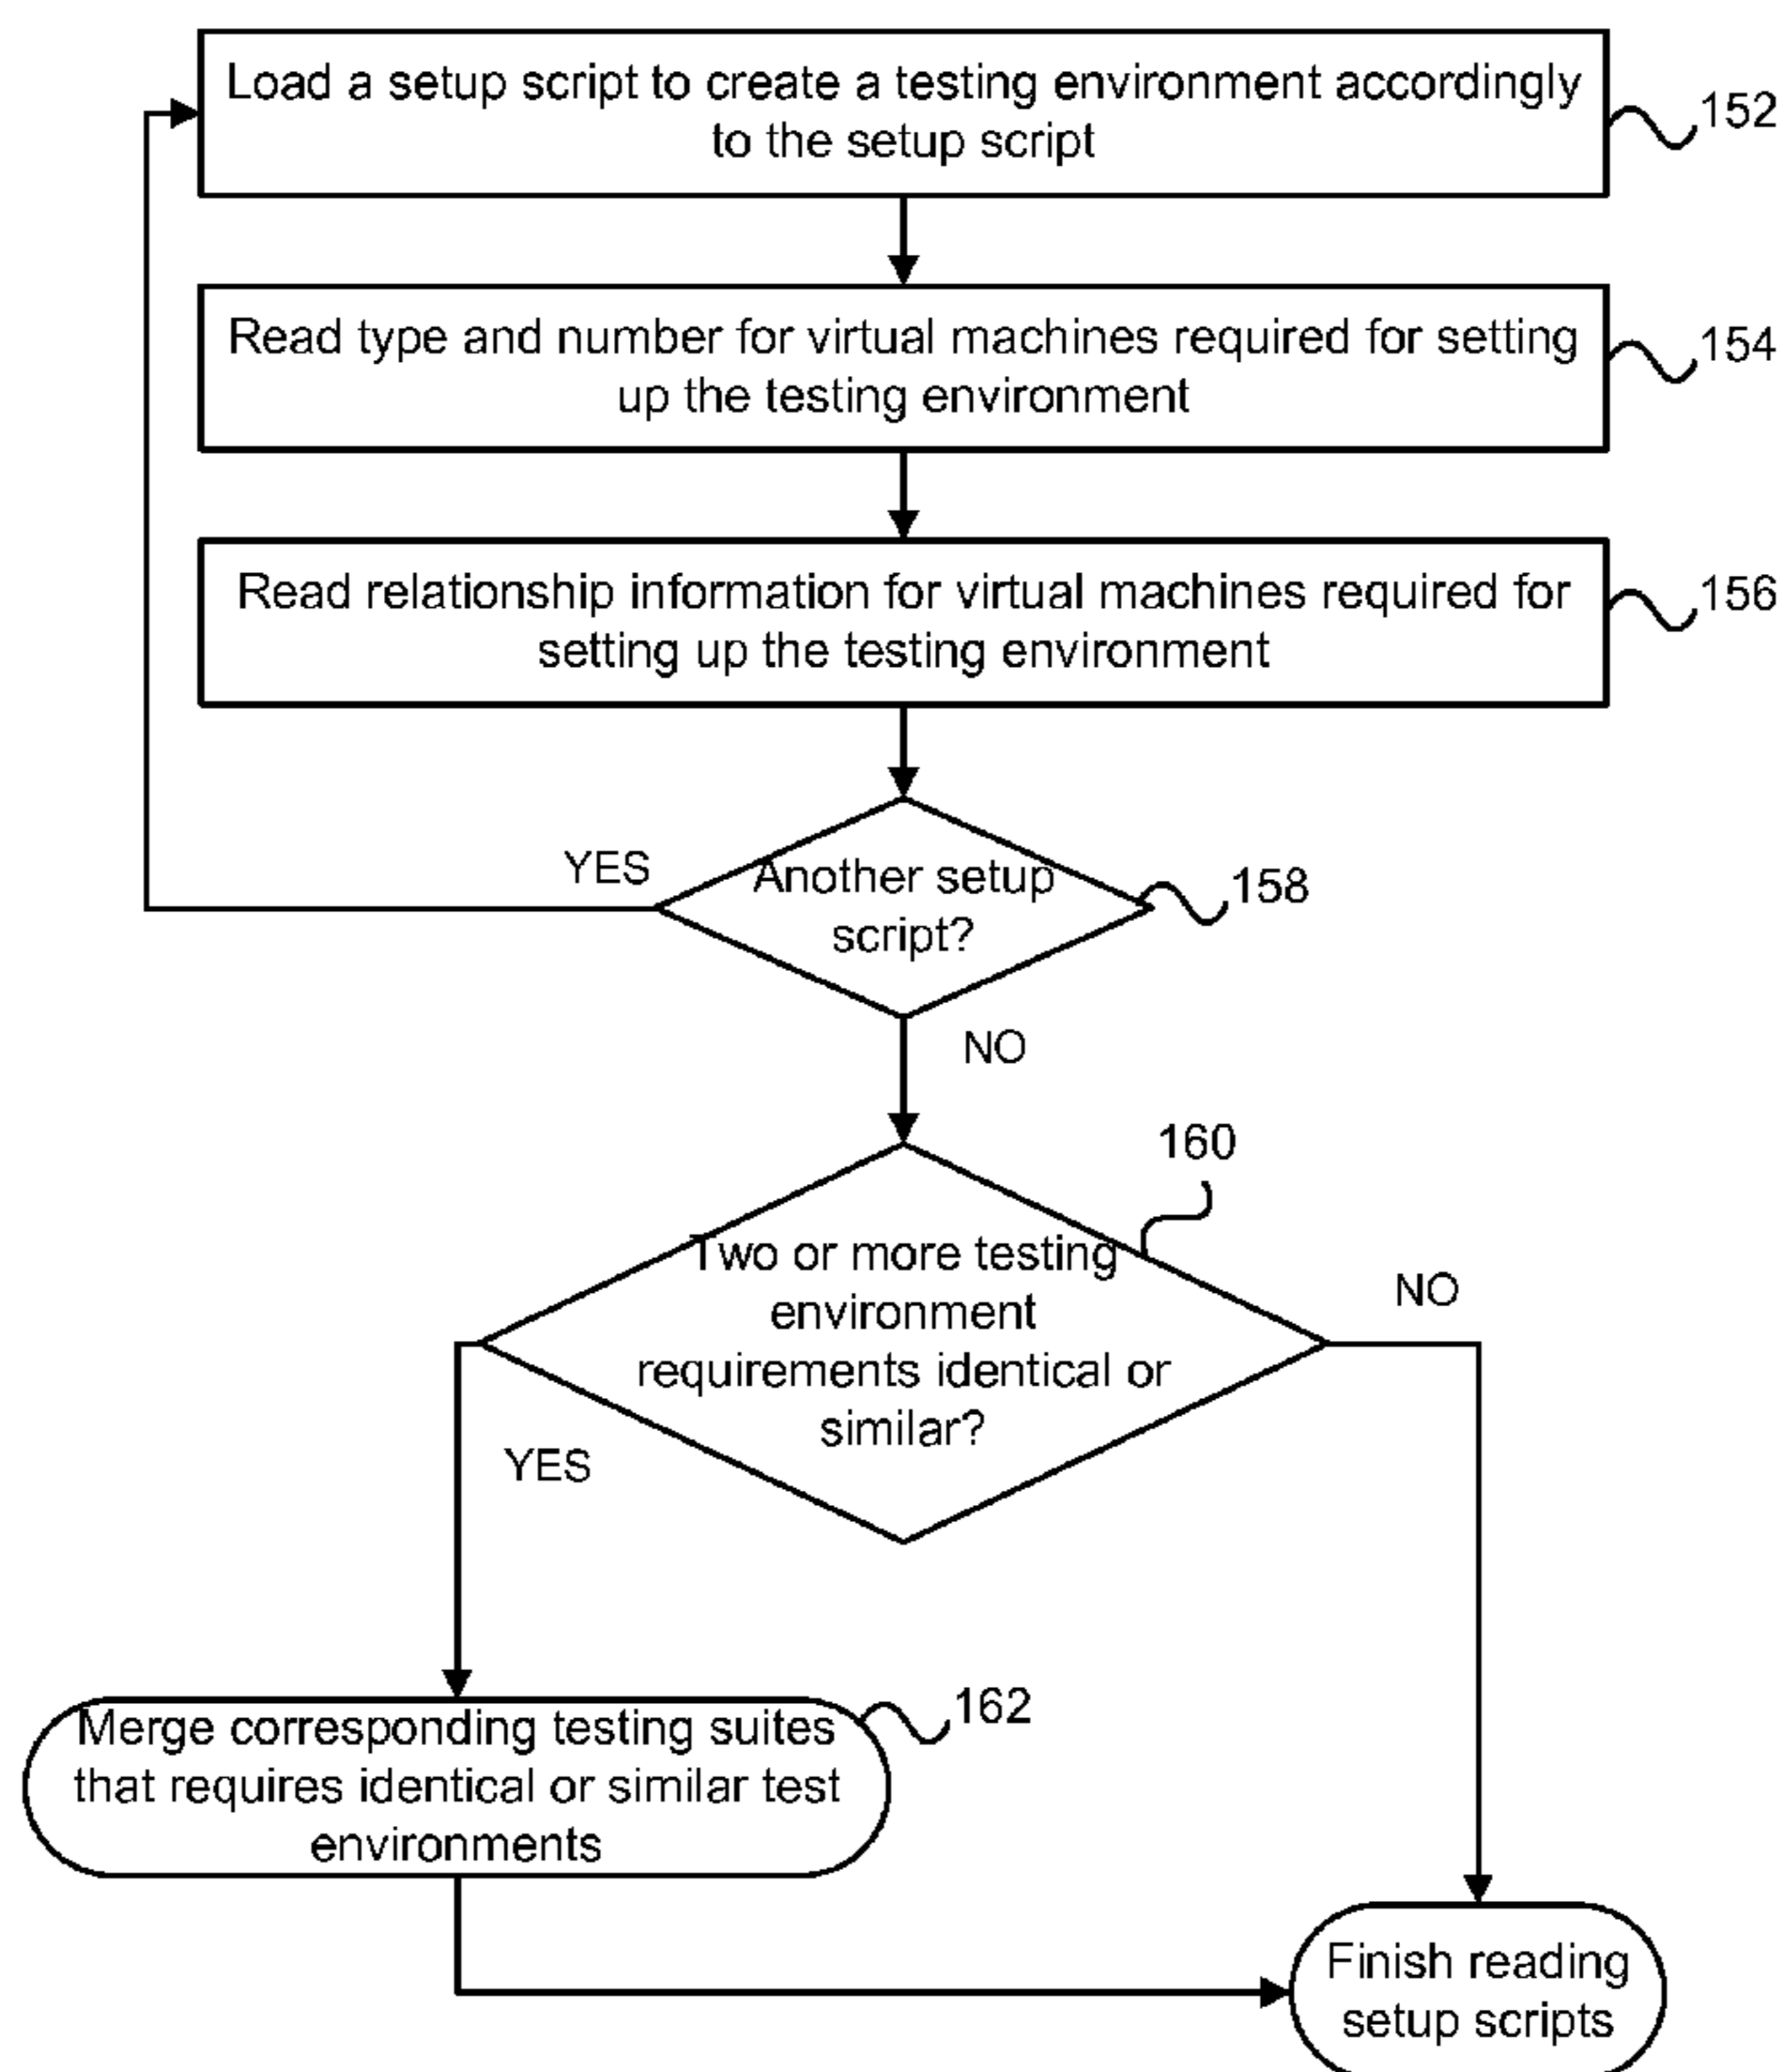 Load a setup script to create a testing environment accordingly
to the setup script
152
Read type and number for virtual machines required for setting
up the testing environment
154
Read relationship information for virtual machines required for
setting up the testing environment
156
YES
Another setup
script?
158
NO
160
Two or more testing
environment
requirements identical or
similar?
NO
YES
Merge corresponding testing suites
that requires identical or similar test
environments
162
Finish reading
setup scripts